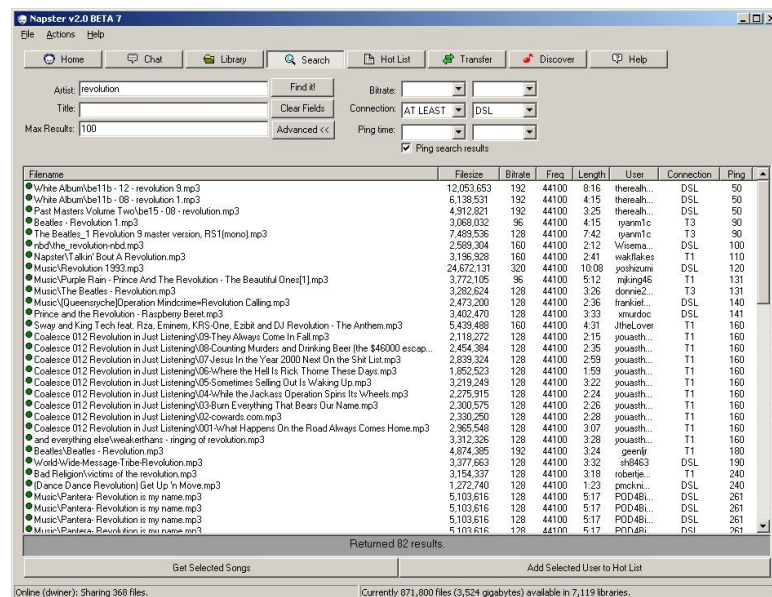 Napster v2.0 BETA 7
File Actions Help
Home Chat Library Search Hot List Transfer Discover Help
Artist: revolution Find it! Bitrate:
Title: Clear Fields Connection: AT LEAST DSL
Max Results: 100 Advanced << Ping time:
Ping search results
Filename Filesize Bitrate Freq Length User Connection Ping
White Album\be11b - 12 - revolution 9.mp3 12,053,653 192 44100 8:16 therealh... DSL 50
White Album\be11b - 08 - revolution 1.mp3 6,138,531 192 44100 4:15 therealh... DSL 50
Past Masters Volume Two\be15 - 08 - revolution.mp3 4,912,821 192 44100 3:25 therealh... DSL 50
Beatles - Revolution 1.mp3 3,068,032 96 44100 4:15 ryanm1c T3 90
The Beatles_1 Revolution 9 master version, RS1(mono).mp3 7,489,536 128 44100 7:42 ryanm1c T3 90
nbd\the_revolution-nbd.mp3 2,589,304 160 44100 2:12 Wisema... DSL 100
Napster\Talkin' Bout A Revolution.mp3 3,196,928 160 44100 2:41 wakflakes T1 110
Music\Revolution 1993.mp3 24,672,131 320 44100 10:08 yoshizumi DSL 120
Music\Purple Rain - Prince And The Revolution - The Beautiful Ones[1].mp3 3,772,105 96 44100 5:12 mjking46 T1 131
Music\The Beatles - Revolution.mp3 3,282,624 128 44100 3:26 donnie2... T3 131
Music\[Queensryche]Operation Mindcrime=Revolution Calling.mp3 2,473,200 128 44100 2:36 frankief... DSL 140
Prince and the Revolution - Raspberry Beret.mp3 3,402,470 128 44100 3:33 xmurdoc DSL 141
Sway and King Tech feat. Rza, Eminem, KRS-One, Ezibit and DJ Revolution - The Anthem.mp3 5,439,488 160 44100 4:31 JtheLover T1 160
Coalesce 012 Revolution in Just Listening\09-They Always Come In Fall.mp3 2,118,272 128 44100 2:15 youasth... T1 160
Coalesce 012 Revolution in Just Listening\08-Counting Murders and Drinking Beer (the $46000 escap... 2,454,384 128 44100 2:35 youasth... T1 160
Coalesce 012 Revolution in Just Listening\07-Jesus In the Year 2000 Next On the Shit List.mp3 2,839,324 128 44100 2:59 youasth... T1 160
Coalesce 012 Revolution in Just Listening\06-Where the Hell Is Rick Thorne These Days.mp3 1,852,523 128 44100 1:59 youasth... T1 160
Coalesce 012 Revolution in Just Listening\05-Sometimes Selling Out Is Waking Up.mp3 3,219,249 128 44100 3:22 youasth... T1 160
Coalesce 012 Revolution in Just Listening\04-While the Jackass Operation Spins Its Wheels.mp3 2,275,915 128 44100 2:24 youasth... T1 160
Coalesce 012 Revolution in Just Listening\03-Burn Everything That Bears Our Name.mp3 2,300,575 128 44100 2:26 youasth... T1 160
Coalesce 012 Revolution in Just Listening\02-cowards.com.mp3 2,330,250 128 44100 2:28 youasth... T1 160
Coalesce 012 Revolution in Just Listening\001-What Happens On the Road Always Comes Home.mp3 2,965,548 128 44100 3:07 youasth... T1 160
and everything else\weakerthans - ringing of revolution.mp3 3,312,326 128 44100 3:28 youasth... T1 160
Beatles\Beatles - Revolution.mp3 4,874,385 192 44100 3:24 geenljr T1 180
World-Wide-Message-Tribe-Revolution.mp3 3,377,663 128 44100 3:32 sh8463 DSL 190
Bad Religion\victims of the revolution.mp3 3,154,337 128 44100 3:18 robertje... T1 240
(Dance Dance Revolution) Get Up 'n Move.mp3 1,272,740 128 44100 1:23 pmckni... DSL 240
Music\Pantera- Revolution is my name.mp3 5,103,616 128 44100 5:17 POD4Bi... DSL 261
Music\Pantera- Revolution is my name.mp3 5,103,616 128 44100 5:17 POD4Bi... DSL 261
Music\Pantera- Revolution is my name.mp3 5,103,616 128 44100 5:17 POD4Bi... DSL 261
Music\Pantera- Revolution is my name.mp3 5,103,616 128 44100 5:17 POD4Bi... DSL 261
Returned 82 results.
Get Selected Songs Add Selected User to Hot List
Online (dwiner): Sharing 368 files. Currently 871,800 files (3,524 gigabytes) available in 7,119 libraries.